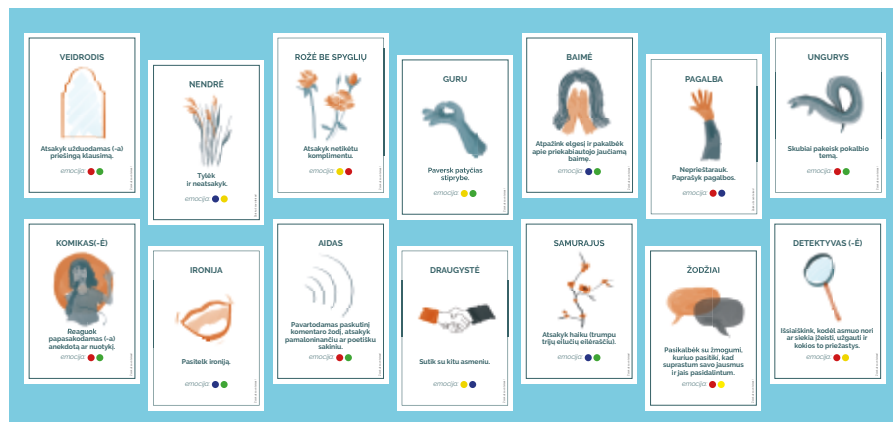 VEIDRODIS
Atsakyk užduodamas (-a)
priešingą klausimą.
emocija
NENDRĖ
Tylėk
ir neatsakyk.
emocija
ROŽĖ BE SPYGLIŲ
Atsakyk netikėtu
komplimentu.
emocija
GURU
Paversk patyčias
stiprybe.
emocija
BAIMĖ
Atpažink elgesį ir pakalbėk
apie priekabiautojo jaučiamą
baimę.
emocija
PAGALBA
Neprieštarauk.
Paprašyk pagalbos.
emocija
UNGURYS
Skubiai pakeisk pokalbio
temą.
emocija
KOMIKAS(-Ė)
Reaguok
papasakodamas (-a)
anekdotą ar nuotykį.
emocija
IRONIJA
Pasitelk ironiją.
emocija
AIDAS
Pavartodamas paskutinį
komentaro žodį, atsakyk
pamaloninančiu ar poetišku
sakiniu.
emocija
DRAUGYSTĖ
Sutik su kitu asmeniu.
emocija
SAMURAJUS
Atsakyk haiku (trumpu
trijų eilučių eilėraščiu).
emocija
ŽODŽIAI
Pasikalbėk su žmogumi,
kuriuo pasitiki, kad
suprastum savo jausmus
ir jais pasidalintum.
emocija
DETEKTYVAS (-Ė)
Išsiaiškink, kodėl asmuo nori
ar siekia įžeisti, užgauti ir
kokios to priežastys.
emocija